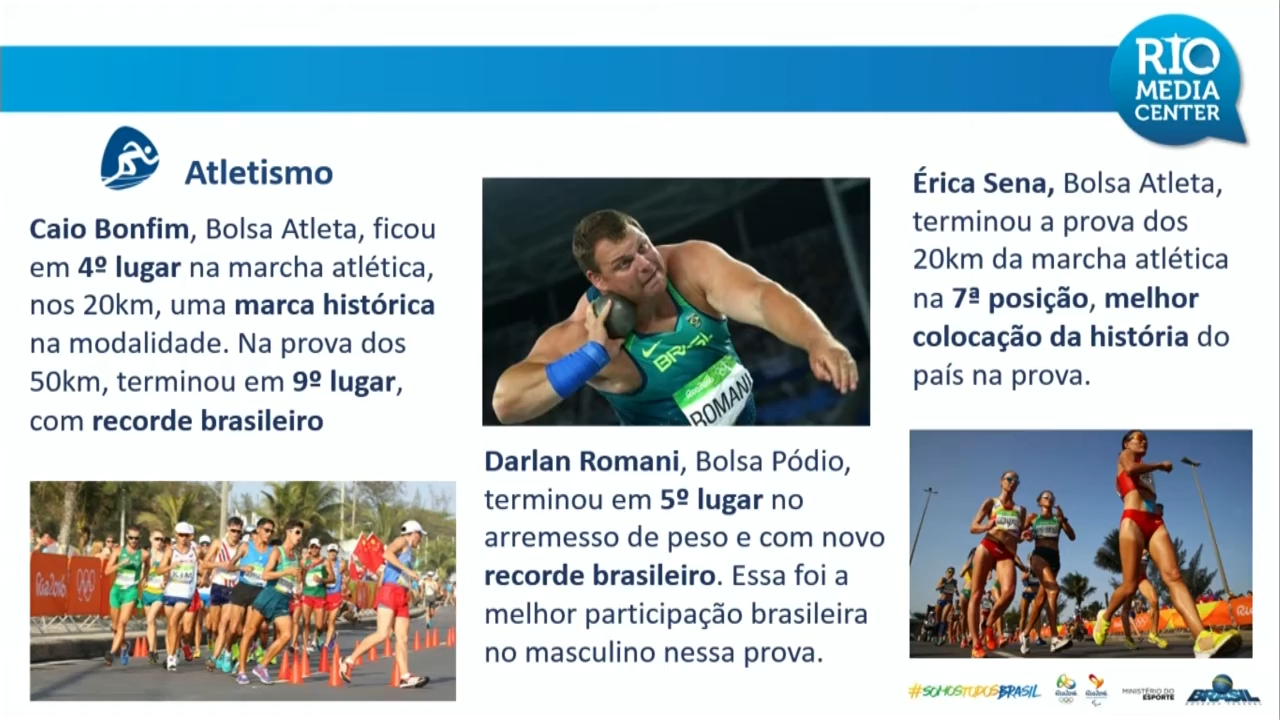 RIO
MEDIA
CENTER
Atletismo
Caio Bonfim, Bolsa Atleta, ficou
em 4º lugar na marcha atlética,
nos 20km, uma marca histórica
na modalidade. Na prova dos
50km, terminou em 9º lugar,
com recorde brasileiro
Rio2016
KIM
BRASIL
Rio2016
ROMANI
Darlan Romani, Bolsa Pódio,
terminou em 5º lugar no
arremesso de peso e com novo
recorde brasileiro. Essa foi a
melhor participação brasileira
no masculino nessa prova.
Érica Sena, Bolsa Atleta,
terminou a prova dos
20km da marcha atlética
na 7ª posição, melhor
colocação da história do
país na prova.
#SOMOSTODOSBRASIL
MINISTÉRIO DO
ESPORTE
BRASIL